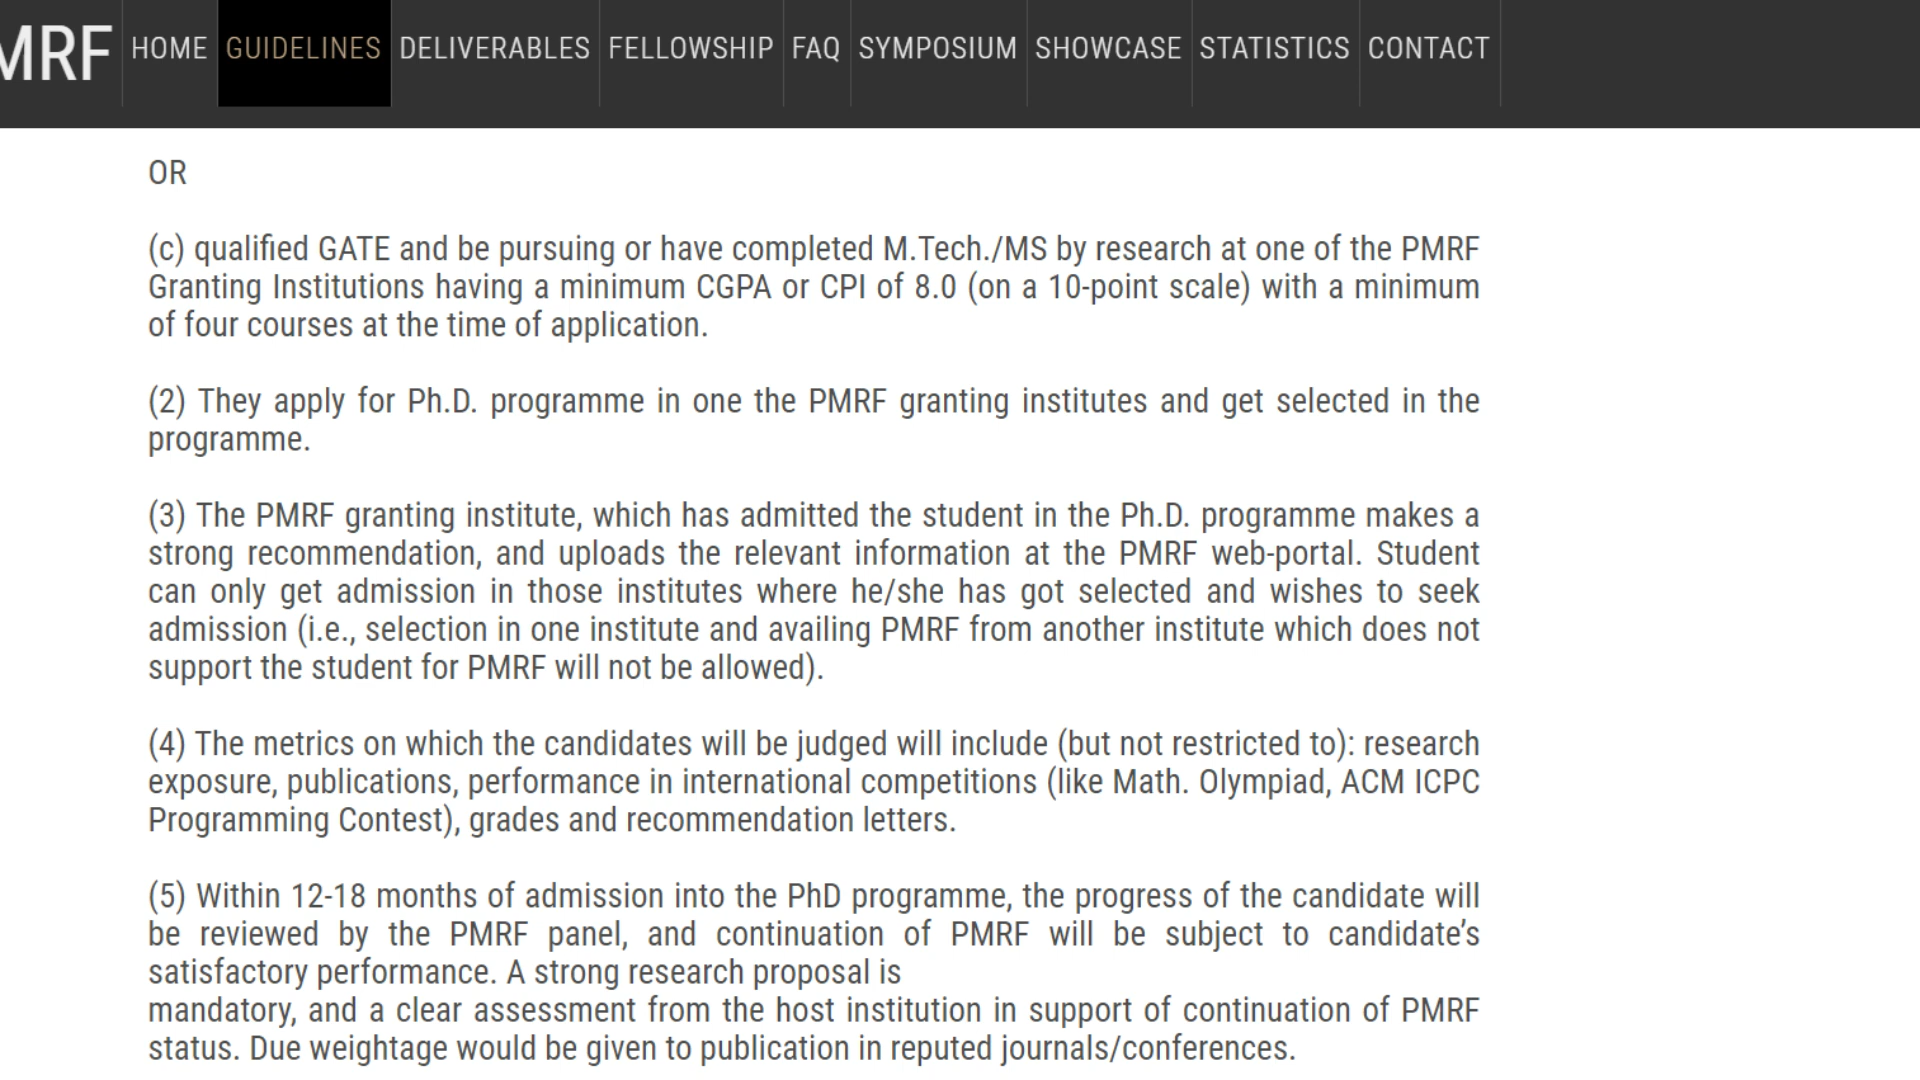 MRF HOME GUIDELINES DELIVERABLES FELLOWSHIP FAQ SYMPOSIUM SHOWCASE STATISTICS CONTACT
OR
(c) qualified GATE and be pursuing or have completed M.Tech./MS by research at one of the PMRF
Granting Institutions having a minimum CGPA or CPI of 8.0 (on a 10-point scale) with a minimum
of four courses at the time of application.
(2) They apply for Ph.D. programme in one the PMRF granting institutes and get selected in the
programme.
(3) The PMRF granting institute, which has admitted the student in the Ph.D. programme makes a
strong recommendation, and uploads the relevant information at the PMRF web-portal. Student
can only get admission in those institutes where he/she has got selected and wishes to seek
admission (i.e., selection in one institute and availing PMRF from another institute which does not
support the student for PMRF will not be allowed).
(4) The metrics on which the candidates will be judged will include (but not restricted to): research
exposure, publications, performance in international competitions (like Math. Olympiad, ACM ICPC
Programming Contest), grades and recommendation letters.
(5) Within 12-18 months of admission into the PhD programme, the progress of the candidate will
be reviewed by the PMRF panel, and continuation of PMRF will be subject to candidate’s
satisfactory performance. A strong research proposal is
mandatory, and a clear assessment from the host institution in support of continuation of PMRF
status. Due weightage would be given to publication in reputed journals/conferences.